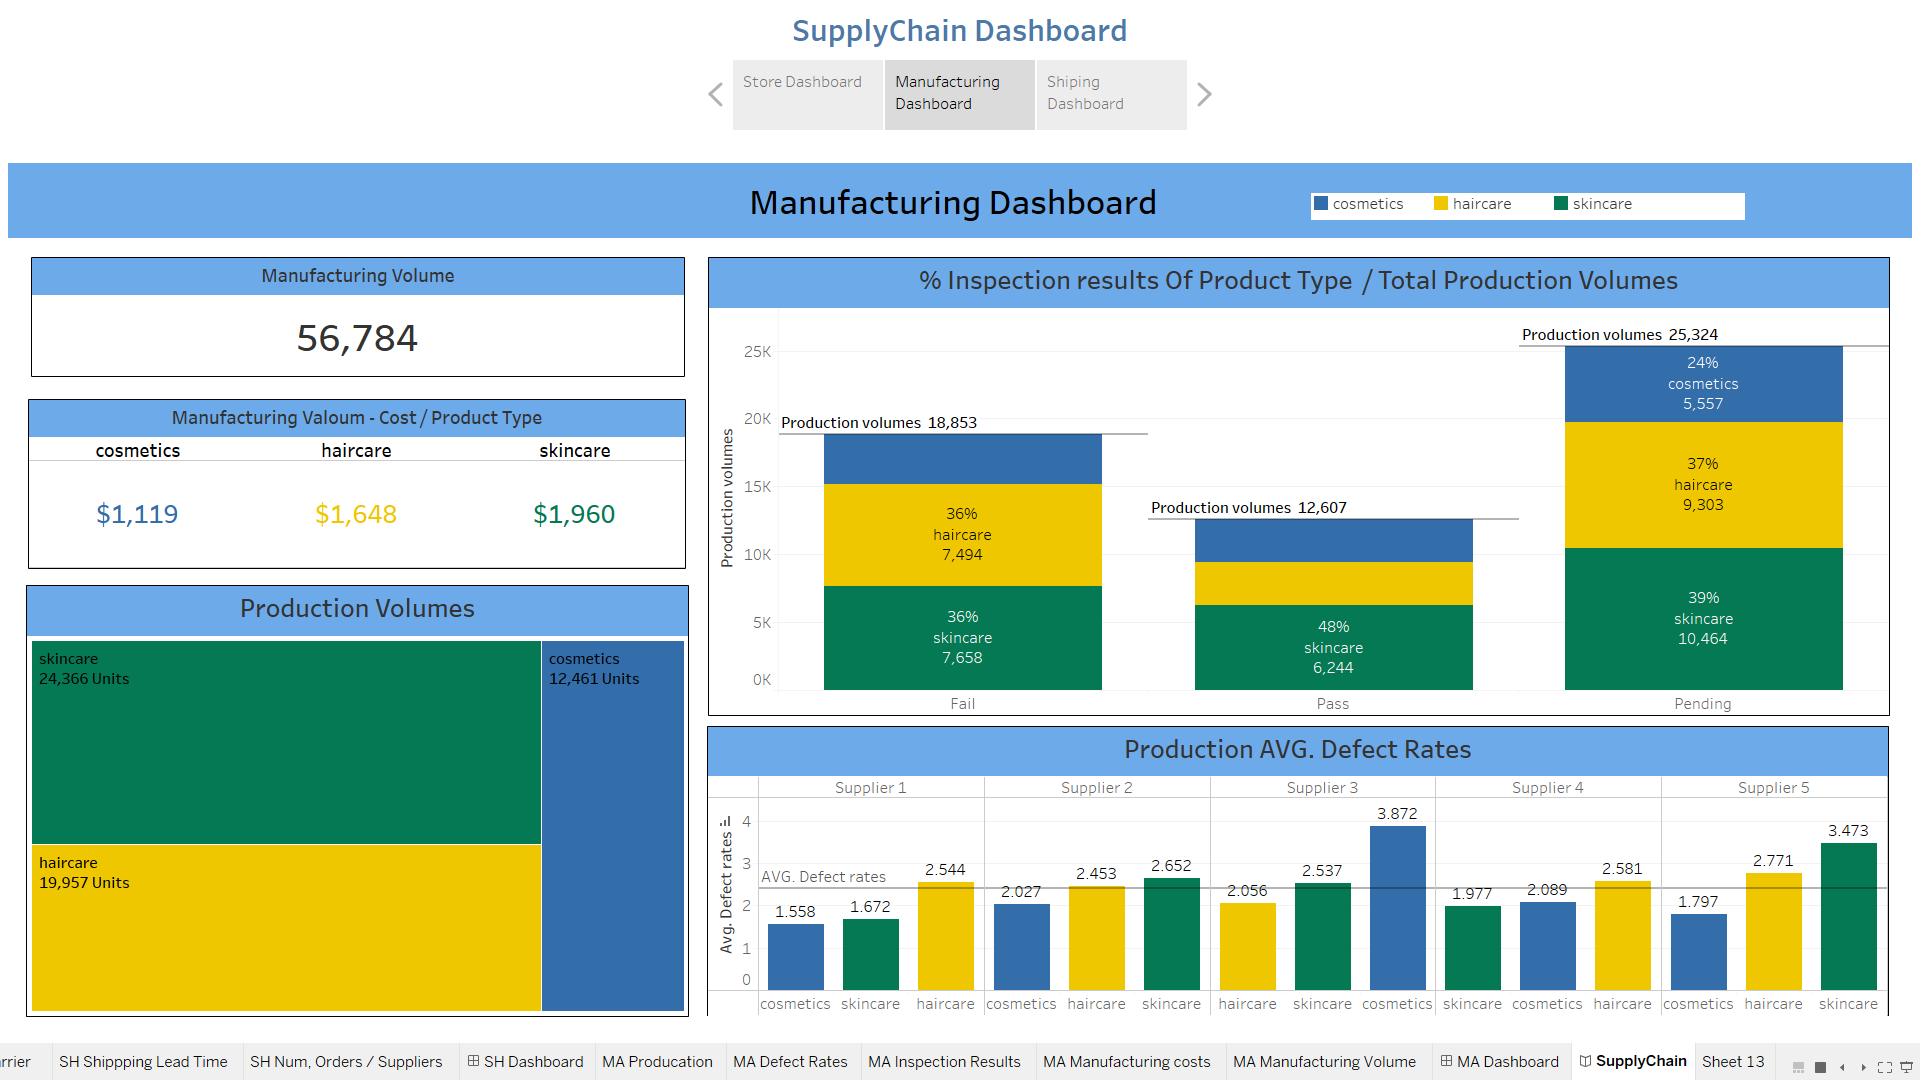 SupplyChain Dashboard
Store Dashboard
Manufacturing
Dashboard
Shiping
Dashboard
Manufacturing Dashboard
cosmetics haircare skincare
Manufacturing Volume
56,784
Manufacturing Valoum - Cost / Product Type
cosmetics haircare skincare
$1,119 $1,648 $1,960
Production Volumes
skincare
24,366 Units
cosmetics
12,461 Units
haircare
19,957 Units
% Inspection results Of Product Type / Total Production Volumes
Production volumes
25K
20K
15K
10K
5K
0K
Production volumes 18,853
36%
haircare
7,494
36%
skincare
7,658
Fail
Production volumes 12,607
48%
skincare
6,244
Pass
Production volumes 25,324
24%
cosmetics
5,557
37%
haircare
9,303
39%
skincare
10,464
Pending
Production AVG. Defect Rates
Supplier 1 Supplier 2 Supplier 3 Supplier 4 Supplier 5
Avg. Defect rates
4
3
2
1
0
AVG. Defect rates
1.558 1.672 2.544 2.027 2.453 2.652 2.056 2.537 3.872 1.977 2.089 2.581 1.797 2.771 3.473
cosmetics skincare haircare cosmetics haircare skincare haircare skincare cosmetics skincare cosmetics haircare cosmetics haircare skincare
rrier SH Shippping Lead Time SH Num, Orders / Suppliers SH Dashboard MA Producation MA Defect Rates MA Inspection Results MA Manufacturing costs MA Manufacturing Volume MA Dashboard SupplyChain Sheet 13